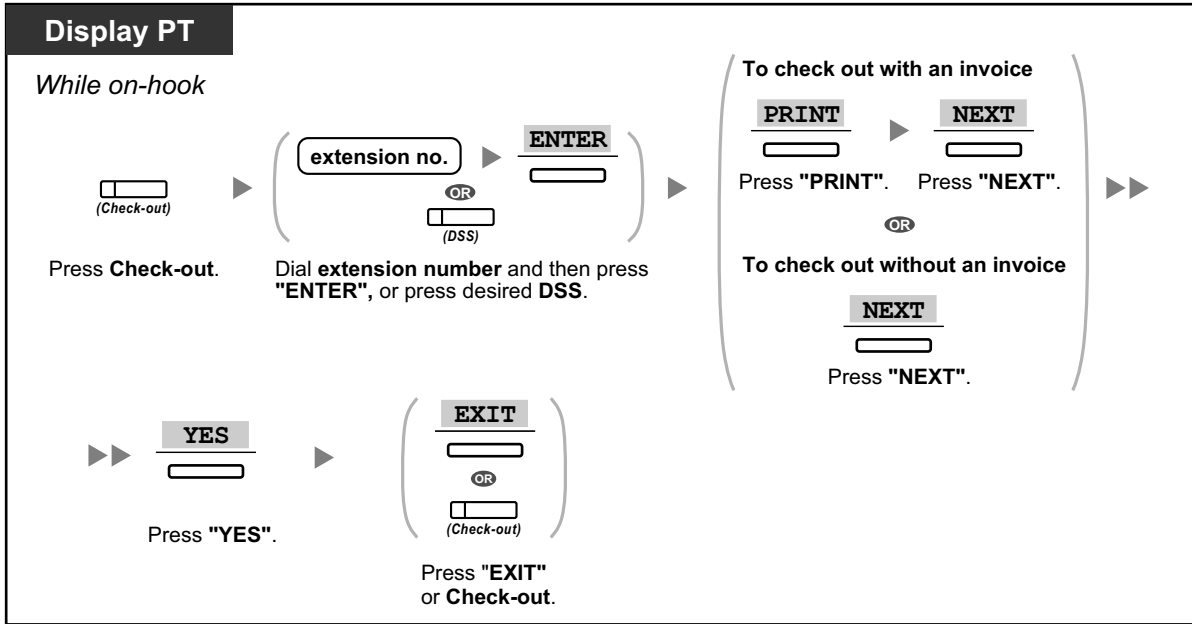 Display PT
While on-hook
(Check-out)
Press Check-out.
extension no.
ENTER
OR
(DSS)
Dial extension number and then press
"ENTER", or press desired DSS.
To check out with an invoice
PRINT
NEXT
Press "PRINT".
Press "NEXT".
OR
To check out without an invoice
NEXT
Press "NEXT".
YES
Press "YES".
EXIT
OR
(Check-out)
Press "EXIT"
or Check-out.